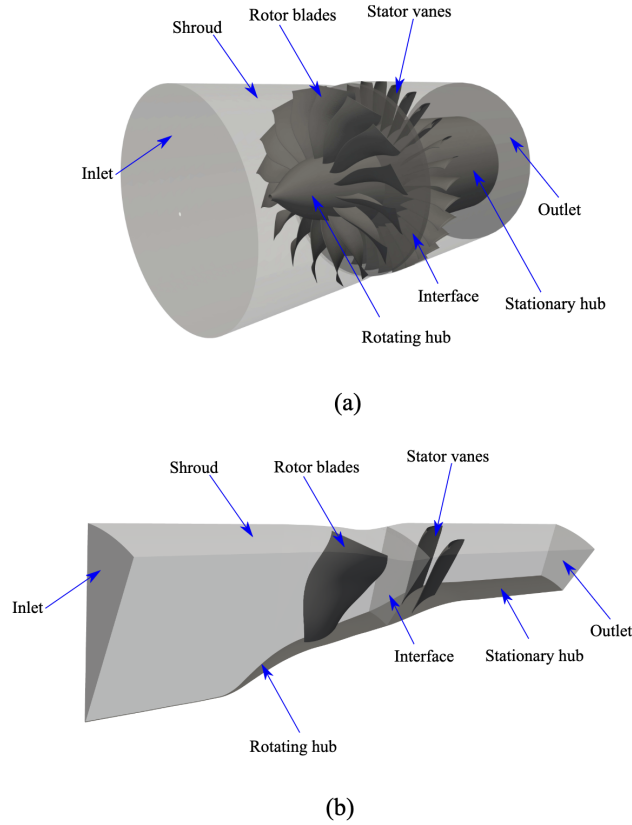 Rotor blades
Stator vanes
Shroud
Inlet
Outlet
Interface
Stationary hub
Rotating hub
(a)
Stator vanes
Rotor blades
Shroud
Inlet
Outlet
Interface
Stationary hub
Rotating hub
(b)